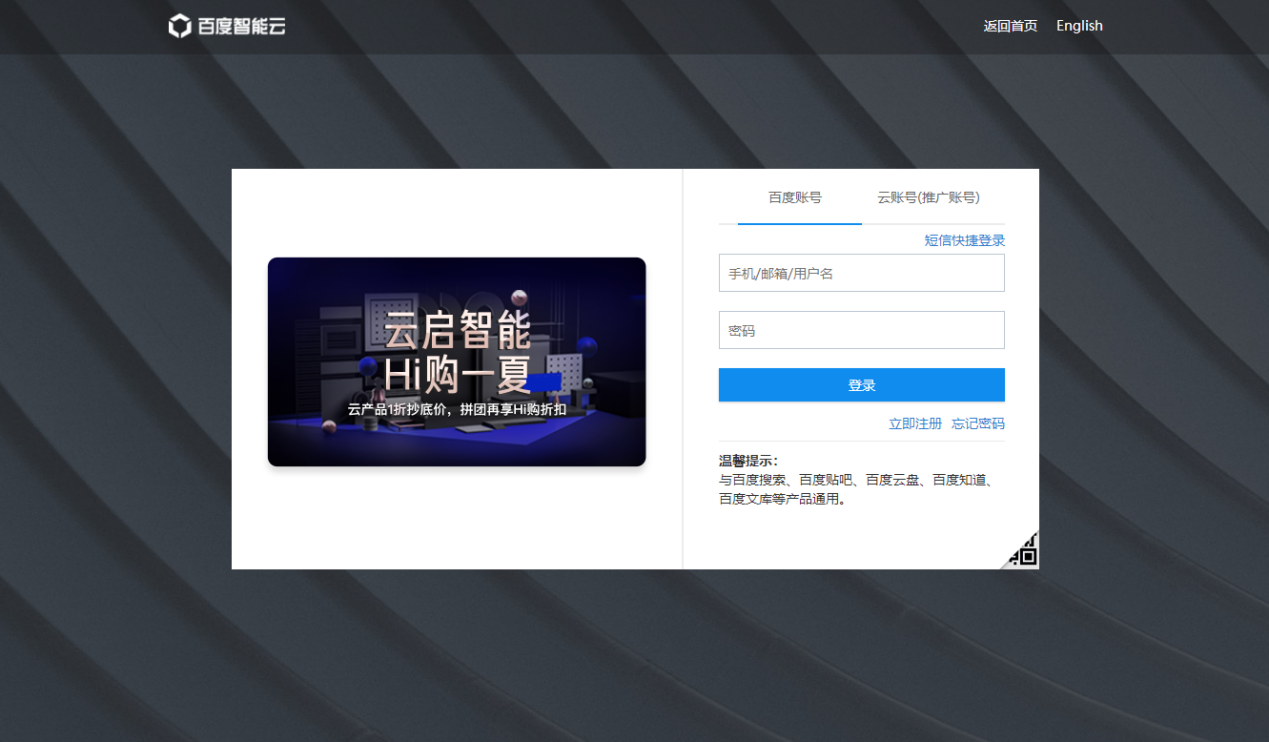 百度智能云
返回首页 English
云启智能
Hi购一夏
云产品1折抄底价，拼团再享Hi购折扣
百度账号 云账号(推广账号)
短信快捷登录
手机/邮箱/用户名
密码
登录
立即注册 忘记密码
温馨提示：
与百度搜索、百度贴吧、百度云盘、百度知道、
百度文库等产品通用。